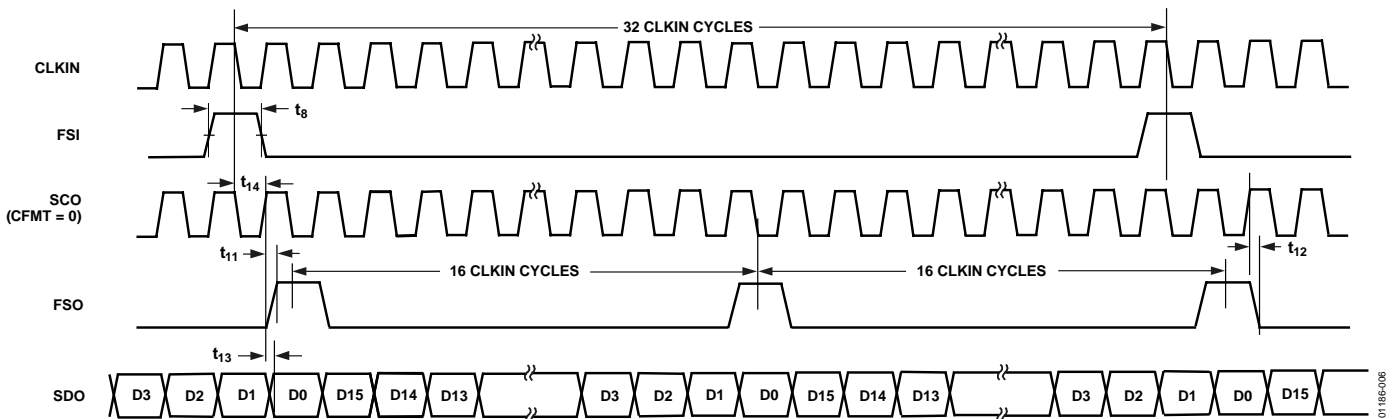 32 CLKIN CYCLES
CLKIN
t8
FSI
t14
SCO
(CFMT = 0)
t11
t12
16 CLKIN CYCLES 16 CLKIN CYCLES
FSO
t13
SDO D3 D2 D1 D0 D15 D14 D13 D3 D2 D1 D0 D15 D14 D13 D3 D2 D1 D0 D15
01186-006